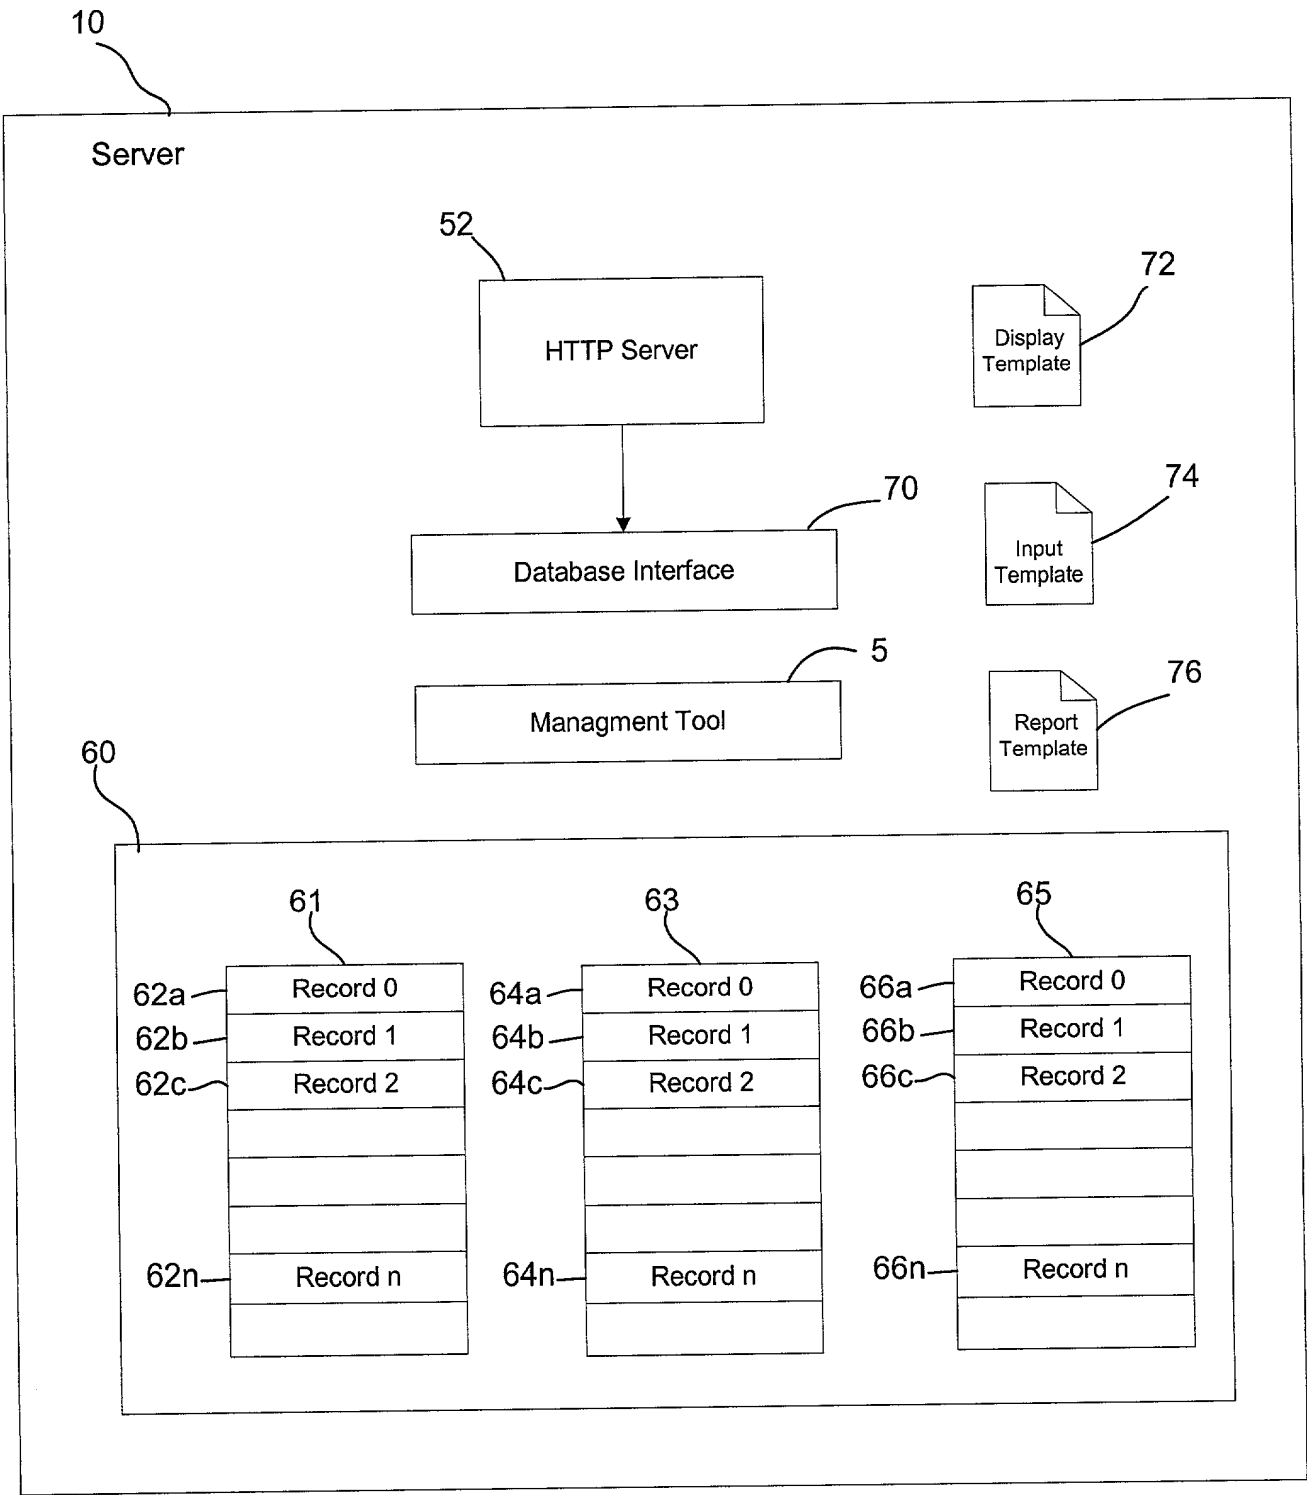 10
Server
52
HTTP Server
72
Display
Template
70
Database Interface
74
Input
Template
5
Managment Tool
76
Report
Template
60
61
63
65
62a
Record 0
64a
Record 0
66a
Record 0
62b
Record 1
64b
Record 1
66b
Record 1
62c
Record 2
64c
Record 2
66c
Record 2
62n
Record n
64n
Record n
66n
Record n